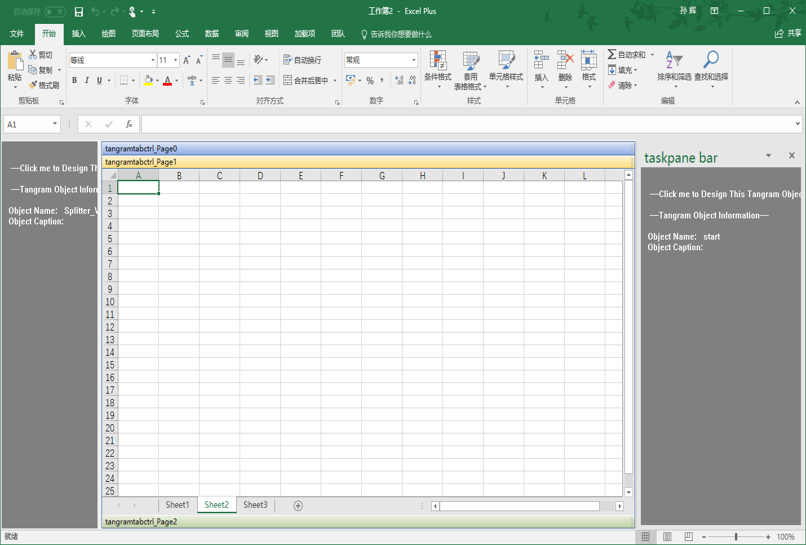 自动保存
工作簿2 - Excel Plus
孙 辉
文件 开始 插入 绘图 页面布局 公式 数据 审阅 视图 加载项 团队 告诉我你想要做什么 共享
粘贴 剪切 复制 格式刷
剪贴板
等线 11
B I U A
字体
自动换行
合并后居中
对齐方式
常规
%
数字
条件格式 套用
表格格式 单元格样式
样式
插入 删除 格式
单元格
自动求和 填充 清除
排序和筛选 查找和选择
编辑
A1 fx
tangramtabctrl_Page0
tangramtabctrl_Page1
A B C D E F G H I J K L
1
2
3
4
5
6
7
8
9
10
11
12
13
14
15
16
17
18
19
20
21
22
23
24
25
Sheet1 Sheet2 Sheet3
tangramtabctrl_Page2
—Click me to Design Th
—Tangram Object Inforr
Object Name: Splitter_V
Object Caption:
taskpane bar
—Click me to Design This Tangram Objec
—Tangram Object Information—
Object Name: start
Object Caption:
就绪
100%